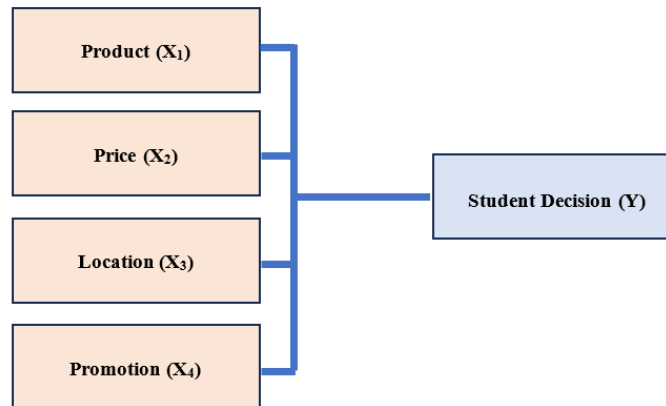 Product (X₁)
Price (X₂)
Student Decision (Y)
Location (X₃)
Promotion (X₄)